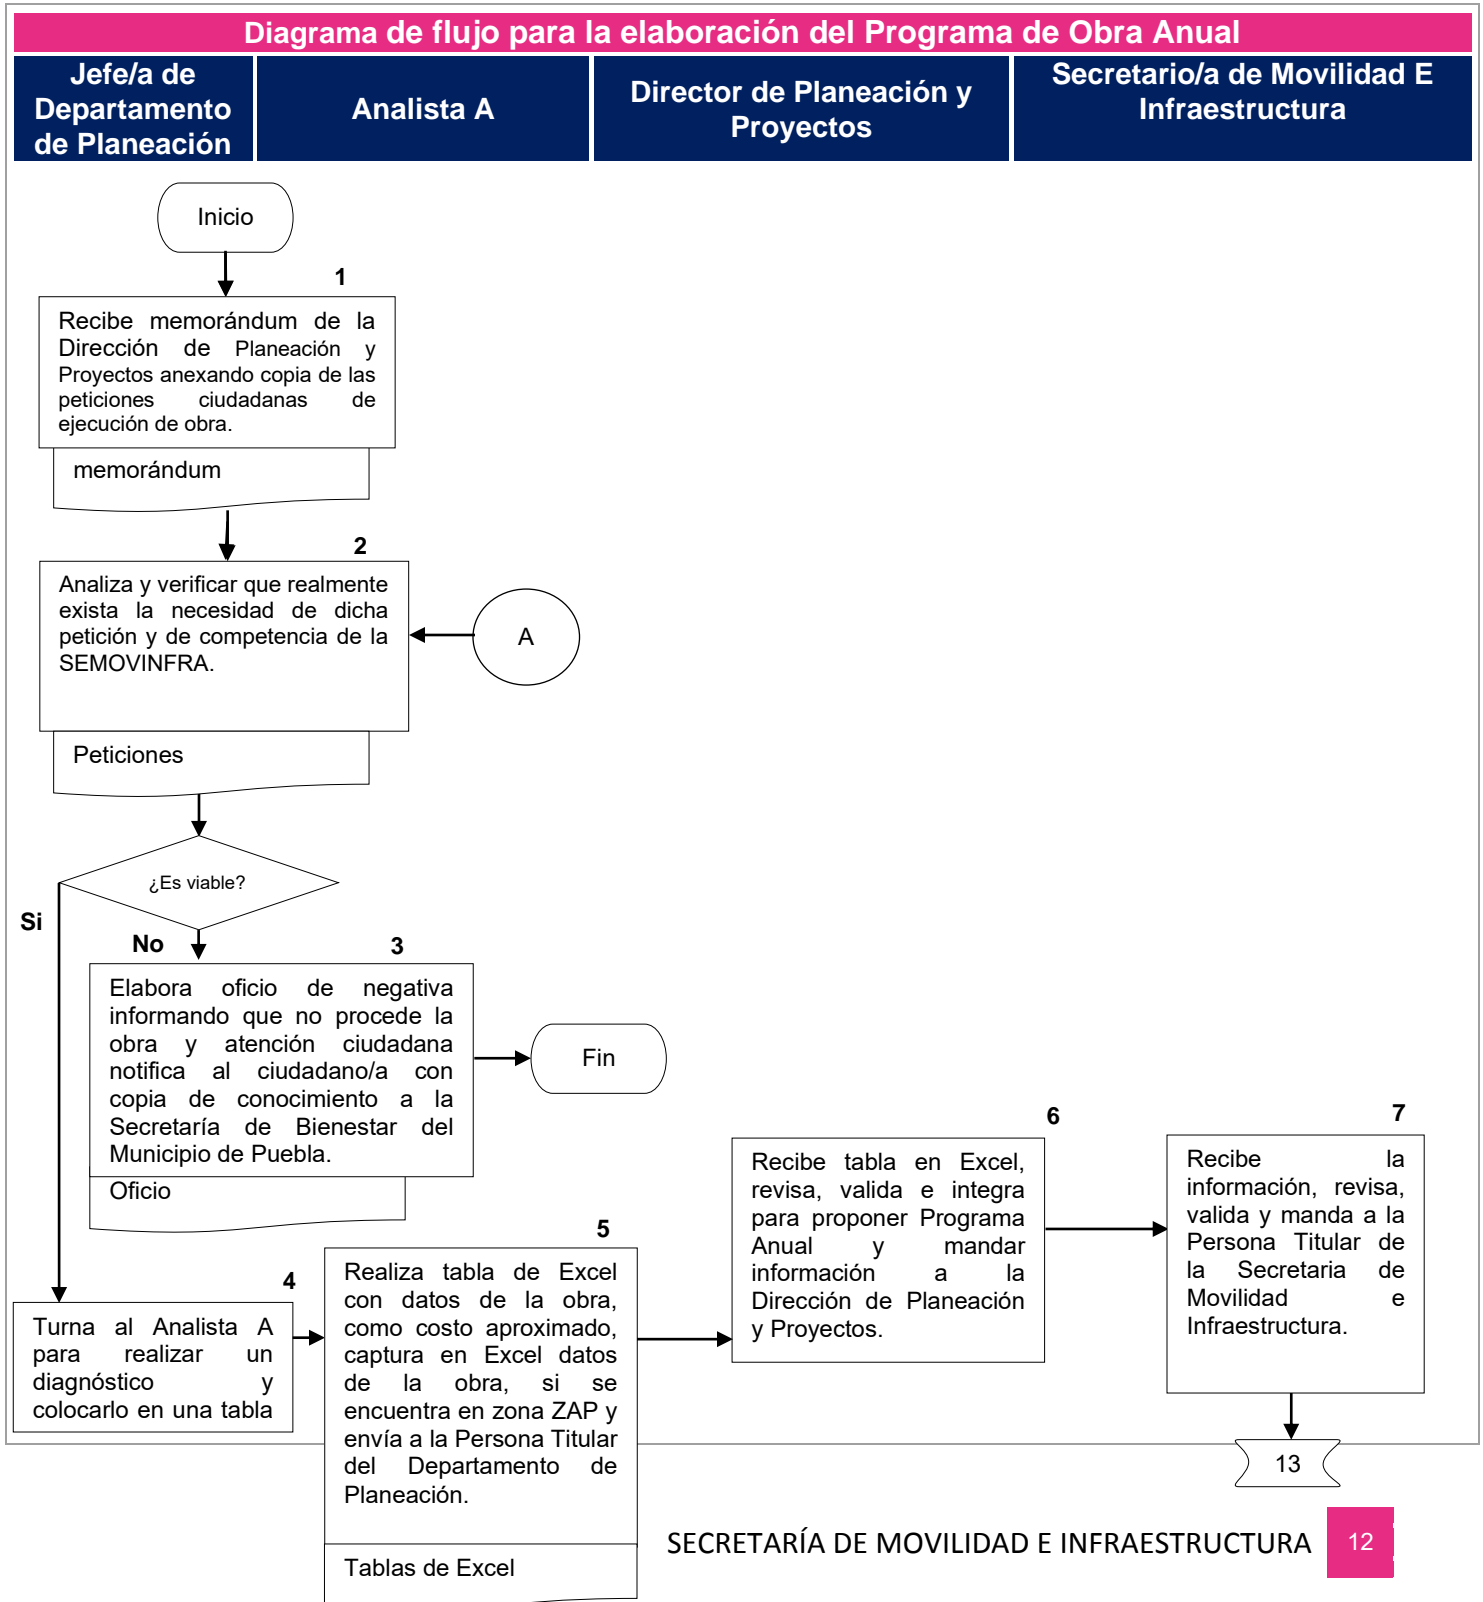 Diagrama de flujo para la elaboración del Programa de Obra Anual
Jefe/a de
Departamento
de Planeación
Analista A
Director de Planeación y
Proyectos
Secretario/a de Movilidad E
Infraestructura
Inicio
1
Recibe memorándum de la
Dirección de Planeación y
Proyectos anexando copia de las
peticiones ciudadanas de
ejecución de obra.
memorándum
2
Analiza y verificar que realmente
exista la necesidad de dicha
petición y de competencia de la
SEMOVINFRA.
A
Peticiones
¿Es viable?
Si
No
3
Elabora oficio de negativa
informando que no procede la
obra y atención ciudadana
notifica al ciudadano/a con
copia de conocimiento a la
Secretaría de Bienestar del
Municipio de Puebla.
Fin
Oficio
4
Turna al Analista A
para realizar un
diagnóstico y
colocarlo en una tabla
5
Realiza tabla de Excel
con datos de la obra,
como costo aproximado,
captura en Excel datos
de la obra, si se
encuentra en zona ZAP y
envía a la Persona Titular
del Departamento de
Planeación.
Tablas de Excel
6
Recibe tabla en Excel,
revisa, valida e integra
para proponer Programa
Anual y mandar
información a la
Dirección de Planeación
y Proyectos.
7
Recibe la
información, revisa,
valida y manda a la
Persona Titular de
la Secretaria de
Movilidad e
Infraestructura.
13
SECRETARÍA DE MOVILIDAD E INFRAESTRUCTURA
12